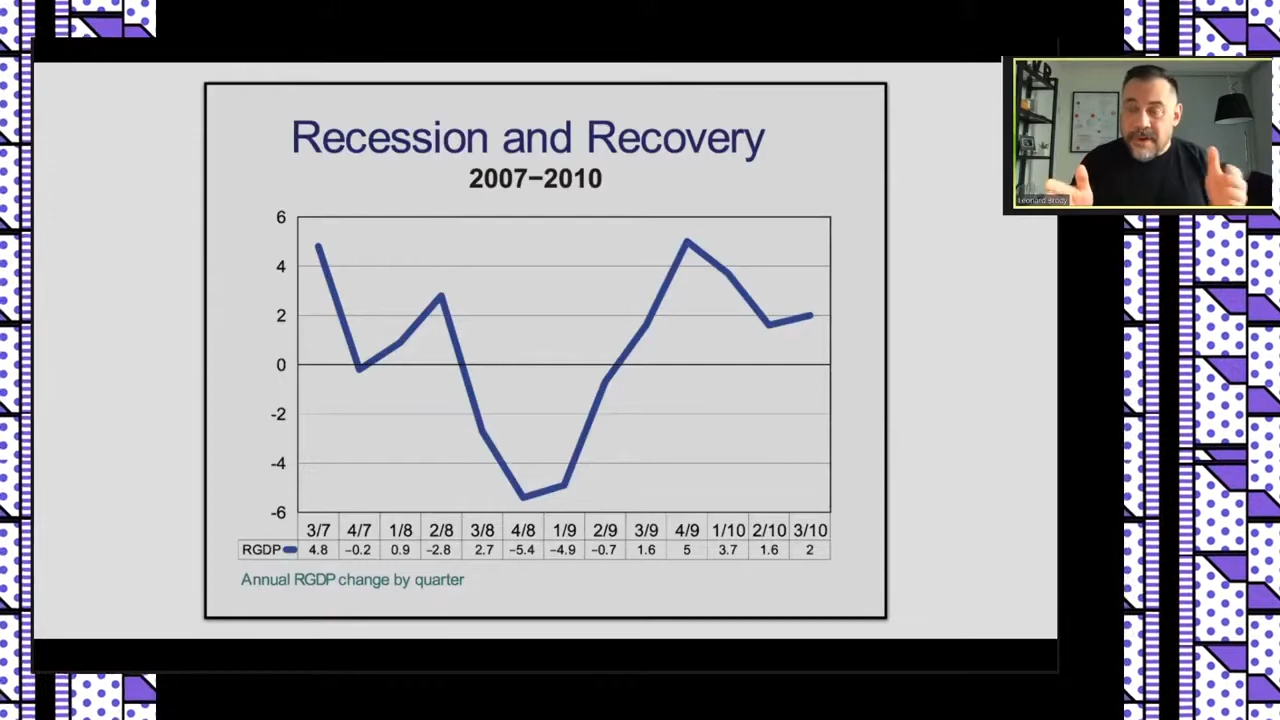 Recession and Recovery
2007–2010
6
4
2
0
-2
-4
-6
3/7 4/7 1/8 2/8 3/8 4/8 1/9 2/9 3/9 4/9 1/10 2/10 3/10
RGDP 4.8 –0.2 0.9 –2.8 2.7 –5.4 –4.9 –0.7 1.6 5 3.7 1.6 2
Annual RGDP change by quarter
Leonard Brody